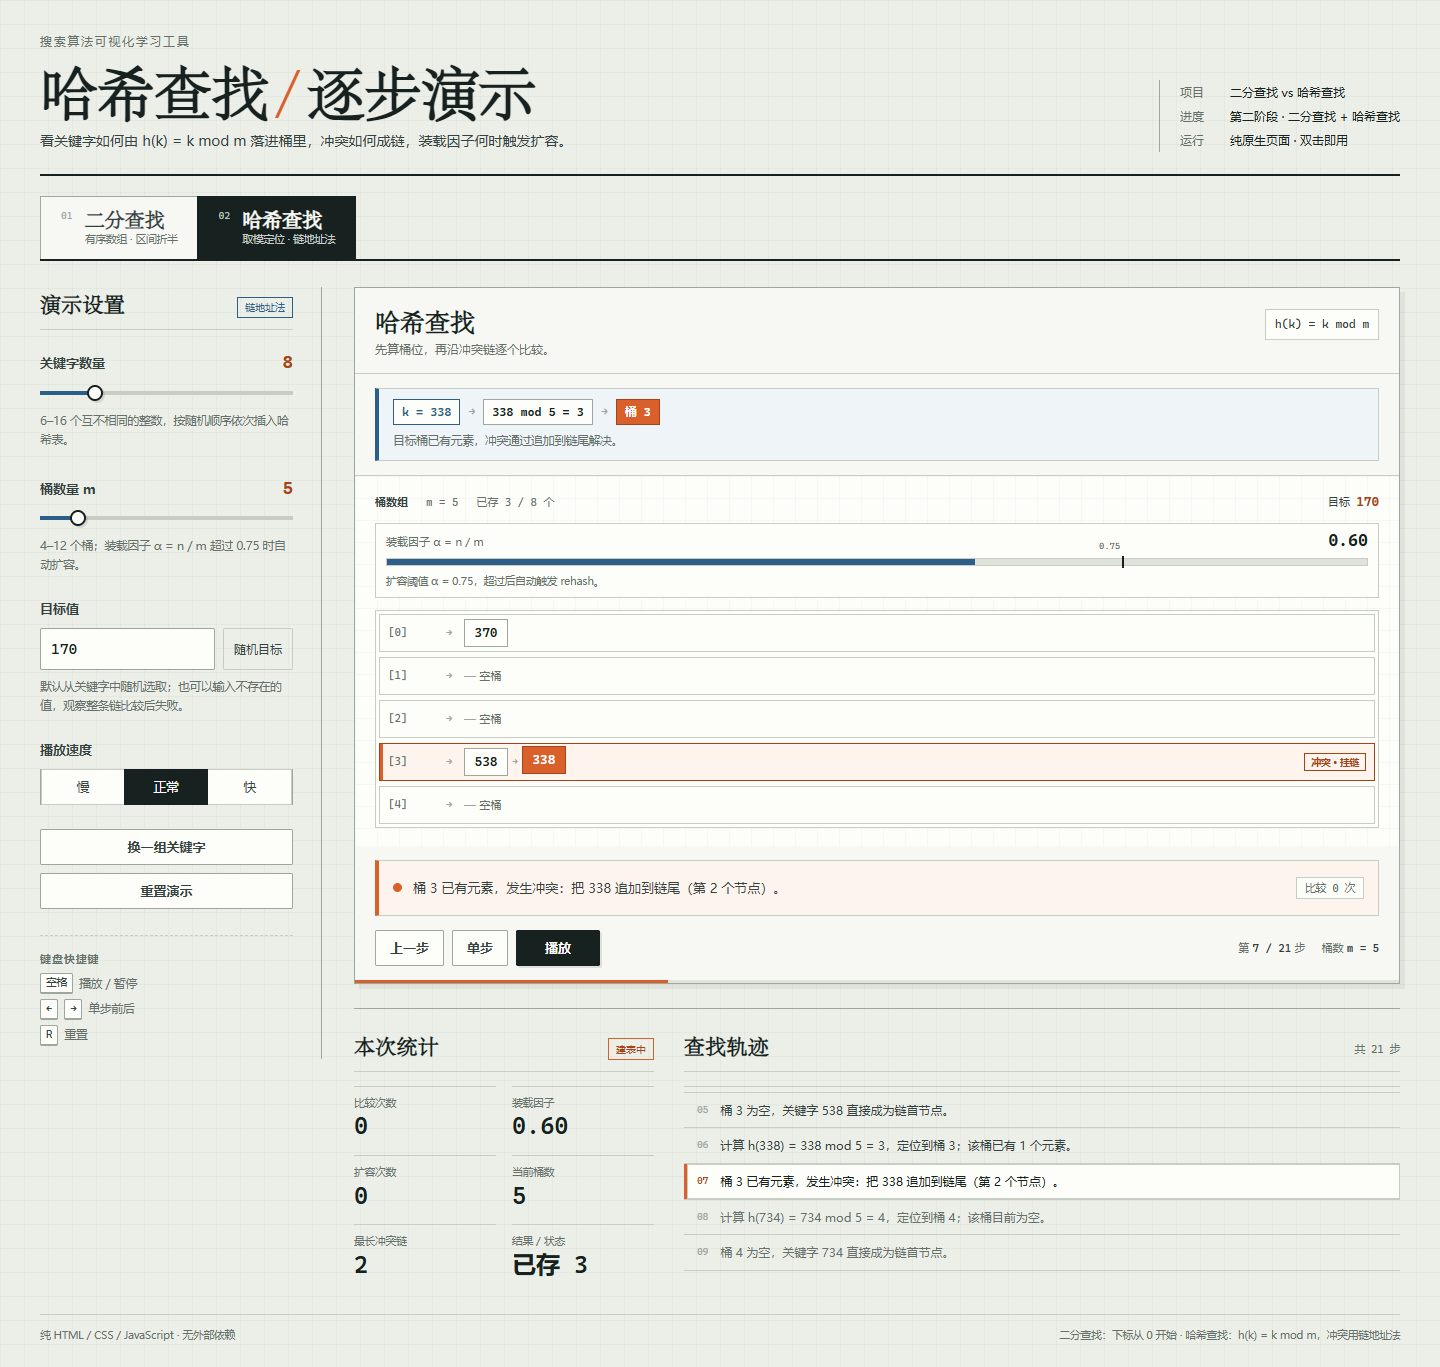 搜索算法可视化学习工具
哈希查找/逐步演示
看关键字如何由 h(k) = k mod m 落进桶里，冲突如何成链，装载因子何时触发扩容。
项目 二分查找 vs 哈希查找
进度 第二阶段 · 二分查找 + 哈希查找
运行 纯原生页面 · 双击即用
01 二分查找
有序数组 · 区间折半
02 哈希查找
取模定位 · 链地址法
演示设置 链地址法
关键字数量 8
6–16 个互不相同的整数，按随机顺序依次插入哈
希表。
桶数量 m 5
4–12 个桶；装载因子 α = n / m 超过 0.75 时自
动扩容。
目标值
170 随机目标
默认从关键字中随机选取；也可以输入不存在的
值，观察整条链比较后失败。
播放速度
慢 正常 快
换一组关键字
重置演示
键盘快捷键
空格 播放 / 暂停
← → 单步前后
R 重置
哈希查找
先算桶位，再沿冲突链逐个比较。
h(k) = k mod m
k = 338 → 338 mod 5 = 3 → 桶 3
目标桶已有元素，冲突通过追加到链尾解决。
桶数组 m = 5 已存 3 / 8 个 目标 170
装载因子 α = n / m 0.75 0.60
扩容阈值 α = 0.75，超过后自动触发 rehash。
[0] → 370
[1] → — 空桶
[2] → — 空桶
[3] → 538 → 338 冲突 • 挂链
[4] → — 空桶
桶 3 已有元素，发生冲突：把 338 追加到链尾（第 2 个节点）。 比较 0 次
上一步 单步 播放 第 7 / 21 步 桶数 m = 5
本次统计 建表中
比较次数 装载因子
0 0.60
扩容次数 当前桶数
0 5
最长冲突链 结果 / 状态
2 已存 3
查找轨迹 共 21 步
05 桶 3 为空，关键字 538 直接成为链首节点。
06 计算 h(338) = 338 mod 5 = 3，定位到桶 3；该桶已有 1 个元素。
07 桶 3 已有元素，发生冲突：把 338 追加到链尾（第 2 个节点）。
08 计算 h(734) = 734 mod 5 = 4，定位到桶 4；该桶目前为空。
09 桶 4 为空，关键字 734 直接成为链首节点。
纯 HTML / CSS / JavaScript · 无外部依赖
二分查找：下标从 0 开始 · 哈希查找：h(k) = k mod m，冲突用链地址法